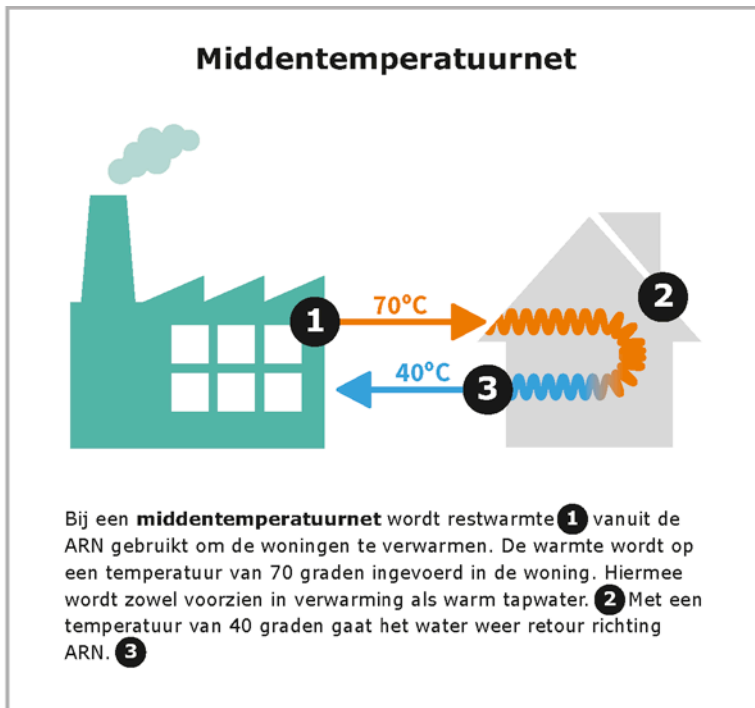 Middentemperatuurnet
70°C
1
2
40°C
3
Bij een middentemperatuurnet wordt restwarmte 1 vanuit de
ARN gebruikt om de woningen te verwarmen. De warmte wordt op
een temperatuur van 70 graden ingevoerd in de woning. Hiermee
wordt zowel voorzien in verwarming als warm tapwater. 2 Met een
temperatuur van 40 graden gaat het water weer retour richting
ARN. 3